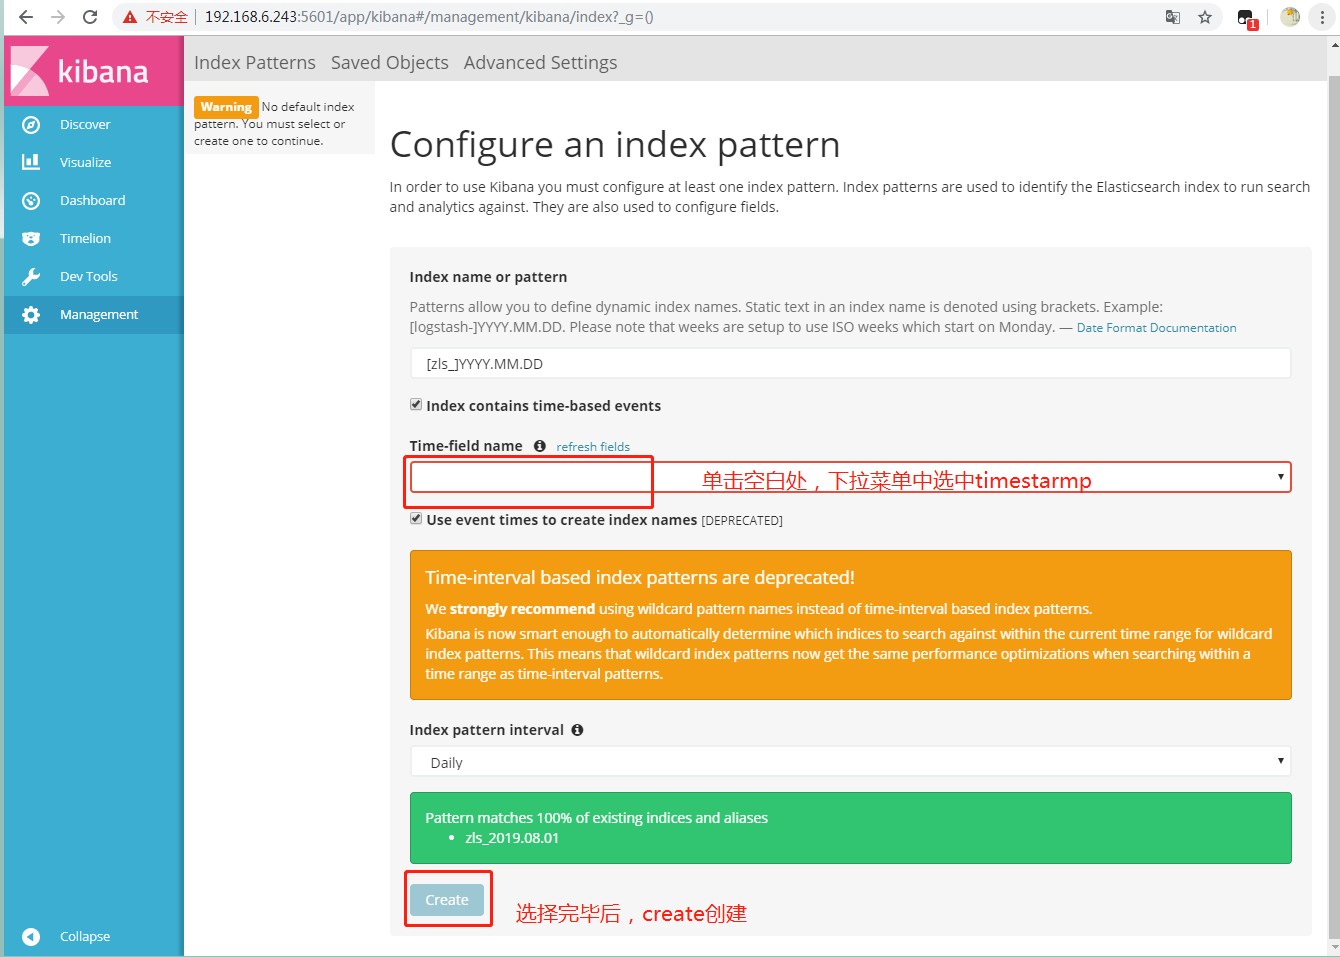 不安全 192.168.6.243:5601/app/kibana#/management/kibana/index?_g=()
1
kibana
Index Patterns Saved Objects Advanced Settings
Discover
Visualize
Dashboard
Timelion
Dev Tools
Management
Collapse
Warning No default index
pattern. You must select or
create one to continue.
Configure an index pattern
In order to use Kibana you must configure at least one index pattern. Index patterns are used to identify the Elasticsearch index to run search
and analytics against. They are also used to configure fields.
Index name or pattern
Patterns allow you to define dynamic index names. Static text in an index name is denoted using brackets. Example:
[logstash-]YYYY.MM.DD. Please note that weeks are setup to use ISO weeks which start on Monday. — Date Format Documentation
[zls_]YYYY.MM.DD
Index contains time-based events
Time-field name refresh fields
单击空白处，下拉菜单中选中timestarmp
Use event times to create index names [DEPRECATED]
Time-interval based index patterns are deprecated!
We strongly recommend using wildcard pattern names instead of time-interval based index patterns.
Kibana is now smart enough to automatically determine which indices to search against within the current time range for wildcard
index patterns. This means that wildcard index patterns now get the same performance optimizations when searching within a
time range as time-interval patterns.
Index pattern interval
Daily
Pattern matches 100% of existing indices and aliases
• zls_2019.08.01
Create
选择完毕后，create创建